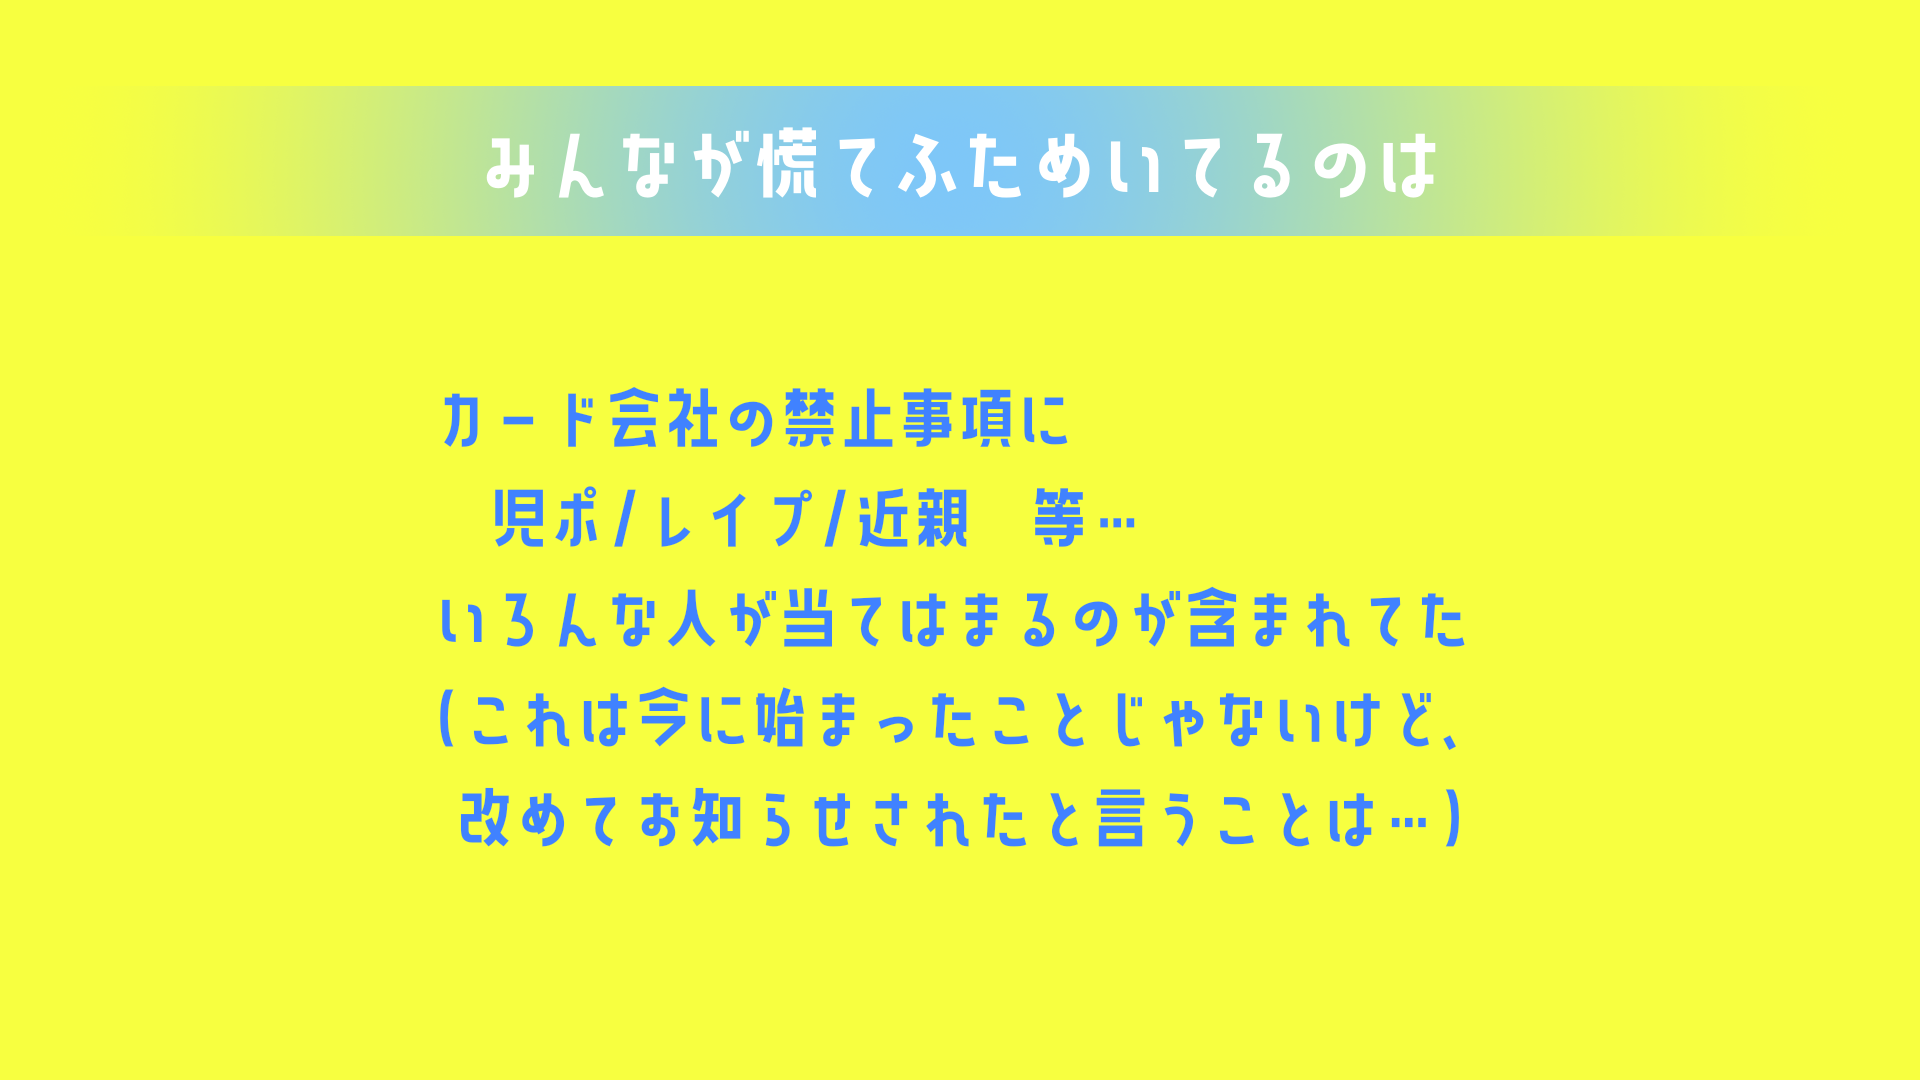 みんなが慌てふためいてるのは
カード会社の禁止事項に
児ポ/レイプ/近親　等…
いろんな人が当てはまるのが含まれてた
(これは今に始まったことじゃないけど、
改めてお知らせされたと言うことは…)